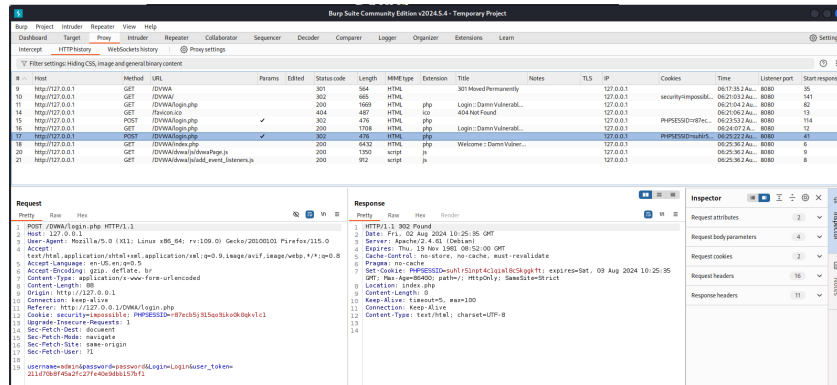 Burp Suite Community Edition v2024.5.4 - Temporary Project
Burp Project Intruder Repeater View Help
Dashboard Target Proxy Intruder Repeater Collaborator Sequencer Decoder Comparer Logger Organizer Extensions Learn
Intercept HTTP history WebSockets history Proxy settings
Filter settings: Hiding CSS, image and general binary content
# Host Method URL Params Edited Status code Length MIME type Extension Title Notes TLS IP Cookies Time Listener port Start respons
9 http://127.0.0.1 GET /DVWA 301 564 HTML 301 Moved Permanently 127.0.0.1 06:17:35 2 Au... 8080 35
10 http://127.0.0.1 GET /DVWA/ 302 665 HTML 127.0.0.1 security=impossibl... 06:21:03 2 Au... 8080 141
11 http://127.0.0.1 GET /DVWA/login.php 200 1669 HTML php Login :: Damn Vulnerabl... 127.0.0.1 06:21:04 2 Au... 8080 82
14 http://127.0.0.1 GET /favicon.ico 404 487 HTML ico 404 Not Found 127.0.0.1 06:21:06 2 Au... 8080 13
15 http://127.0.0.1 POST /DVWA/login.php ✓ 302 476 HTML php 127.0.0.1 PHPSESSID=r87ec... 06:23:53 2 Au... 8080 114
16 http://127.0.0.1 GET /DVWA/login.php 200 1708 HTML php Login :: Damn Vulnerabl... 127.0.0.1 06:24:07 2 Au... 8080 12
17 http://127.0.0.1 POST /DVWA/login.php ✓ 302 476 HTML php 127.0.0.1 PHPSESSID=suhlr5... 06:25:22 2 Au... 8080 41
18 http://127.0.0.1 GET /DVWA/index.php 200 6432 HTML php Welcome :: Damn Vulner... 127.0.0.1 06:25:36 2 Au... 8080 6
20 http://127.0.0.1 GET /DVWA/dvwa/js/dvwaPage.js 200 1350 script js 127.0.0.1 06:25:36 2 Au... 8080 9
21 http://127.0.0.1 GET /DVWA/dvwa/js/add_event_listeners.js 200 912 script js 127.0.0.1 06:25:36 2 Au... 8080 8
Request
Pretty Raw Hex
1 POST /DVWA/login.php HTTP/1.1
2 Host: 127.0.0.1
3 User-Agent: Mozilla/5.0 (X11; Linux x86_64; rv:109.0) Gecko/20100101 Firefox/115.0
4 Accept:
text/html,application/xhtml+xml,application/xml;q=0.9,image/avif,image/webp,*/*;q=0.8
5 Accept-Language: en-US,en;q=0.5
6 Accept-Encoding: gzip, deflate, br
7 Content-Type: application/x-www-form-urlencoded
8 Content-Length: 88
9 Origin: http://127.0.0.1
10 Connection: keep-alive
11 Referer: http://127.0.0.1/DVWA/login.php
12 Cookie: security=impossible; PHPSESSID=
13 Upgrade-Insecure-Requests: 1
14 Sec-Fetch-Dest: document
15 Sec-Fetch-Mode: navigate
16 Sec-Fetch-Site: same-origin
17 Sec-Fetch-User: ?1
18
19 username=admin&password=password&Login=Login&user_token=
Response
Pretty Raw Hex Render
1 HTTP/1.1 302 Found
2 Date: Fri, 02 Aug 2024 10:25:35 GMT
3 Server: Apache/2.4.61 (Debian)
4 Expires: Thu, 19 Nov 1981 08:52:00 GMT
5 Cache-Control: no-store, no-cache, must-revalidate
6 Pragma: no-cache
7 Set-Cookie: PHPSESSID= expires=Sat, 03 Aug 2024 10:25:35
GMT; Max-Age=86400; path=/; HttpOnly; SameSite=Strict
8 Location: index.php
9 Content-Length: 0
10 Keep-Alive: timeout=5, max=100
11 Connection: Keep-Alive
12 Content-Type: text/html; charset=UTF-8
13
14
Inspector
Request attributes 2
Request body parameters 4
Request cookies 2
Request headers 16
Response headers 11